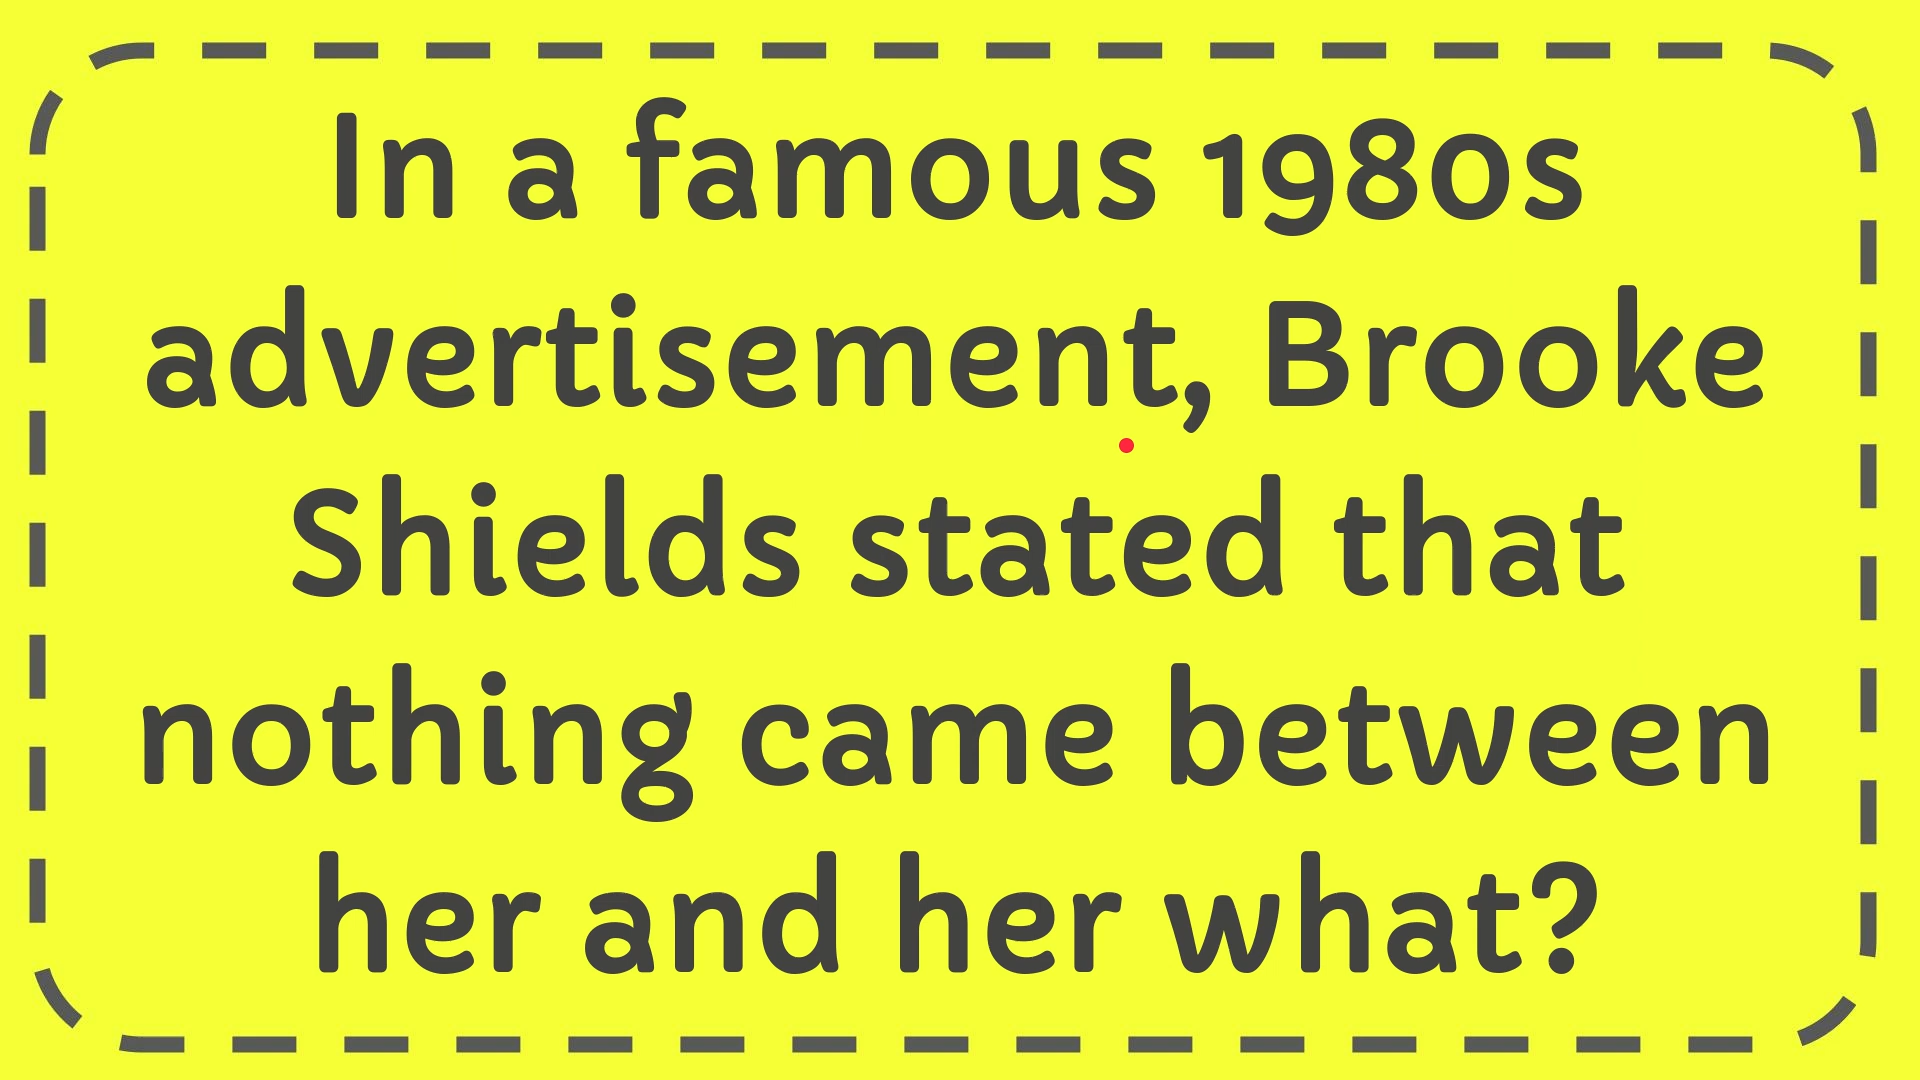 In a famous 1980s
advertisement, Brooke
Shields stated that
nothing came between
her and her what?